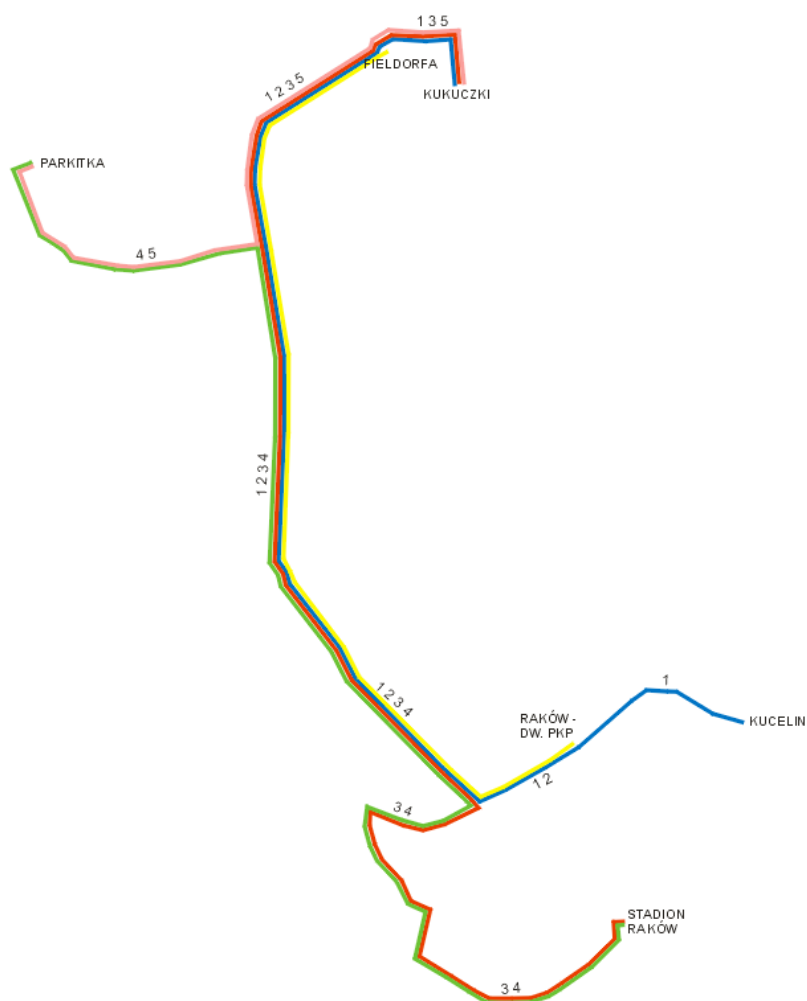 1 3 5
FIELDORFA
KUKUCZKI
1 2 3 5
PARKITKA
4 5
1 2 3 4
1 2 3 4
1
RAKÓW -
DW. PKP
KUCELIN
1 2
3 4
STADION
RAKÓW
3 4